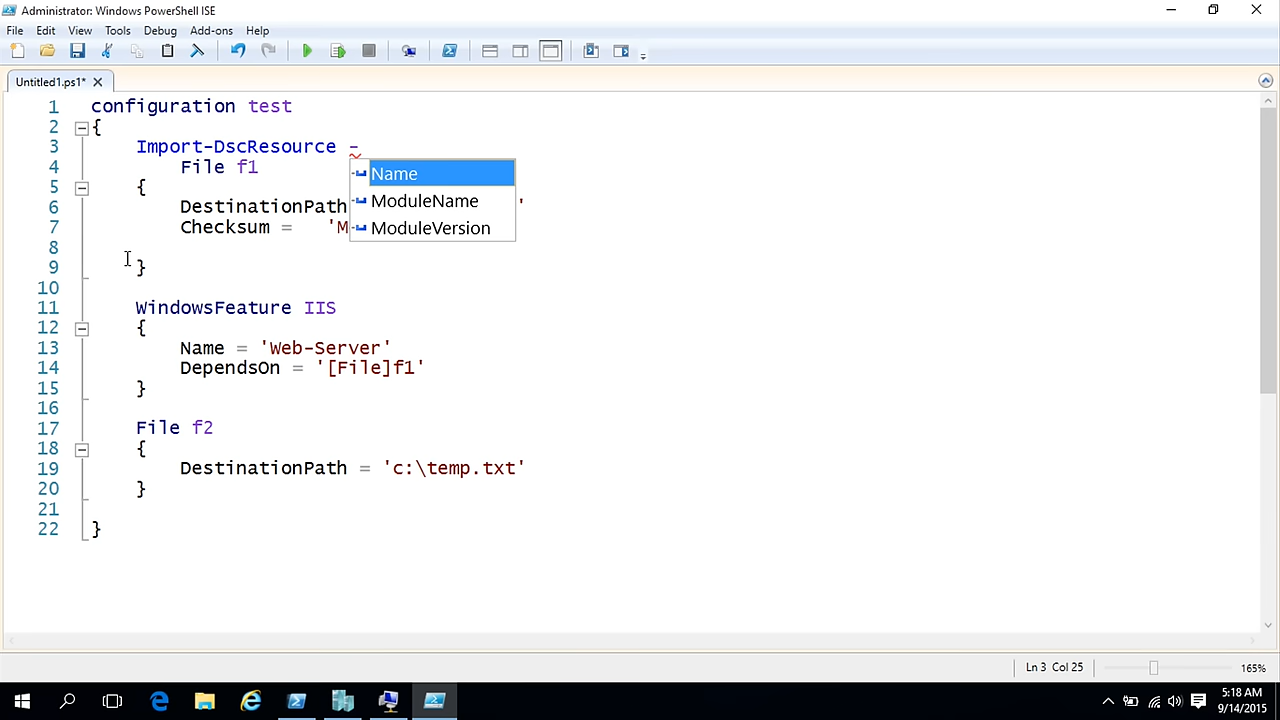 Administrator: Windows PowerShell ISE
File Edit View Tools Debug Add-ons Help
Untitled1.ps1*
1 configuration test
2 {
3 Import-DscResource -
4 File f1
Name
5 {
6 DestinationPath '
ModuleName
7 Checksum = 'M
ModuleVersion
8
9 }
10
11 WindowsFeature IIS
12 {
13 Name = 'Web-Server'
14 DependsOn = '[File]f1'
15 }
16
17 File f2
18 {
19 DestinationPath = 'c:\temp.txt'
20 }
21
22 }
Ln 3 Col 25 165%
5:18 AM
9/14/2015